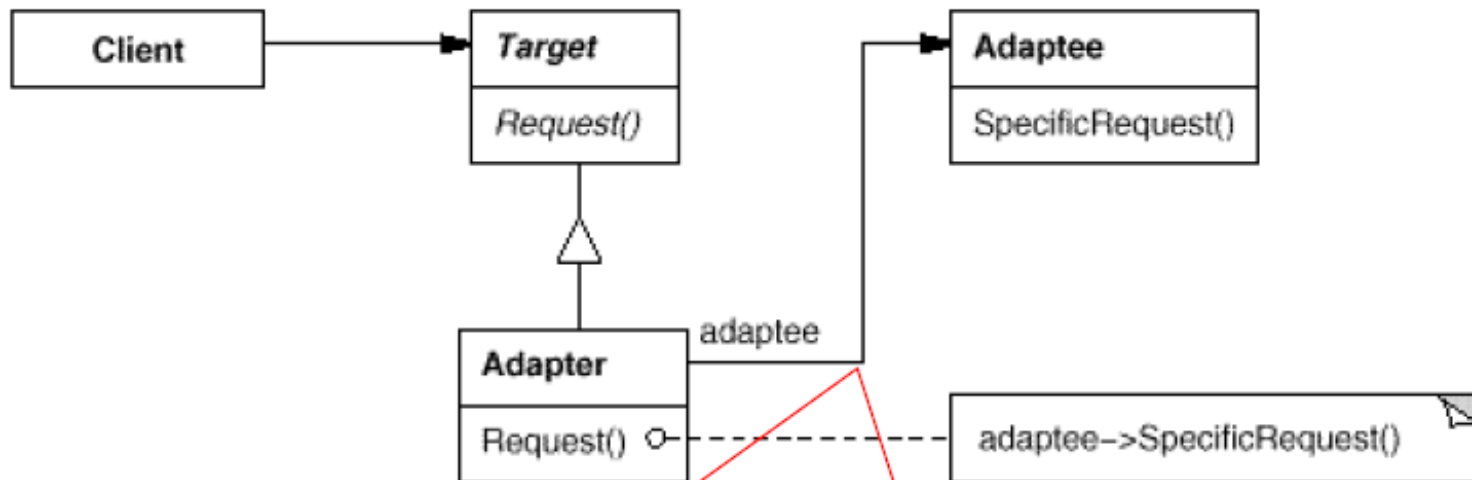 Client
Target
Request()
Adaptee
SpecificRequest()
adaptee
Adapter
Request()
adaptee->SpecificRequest()